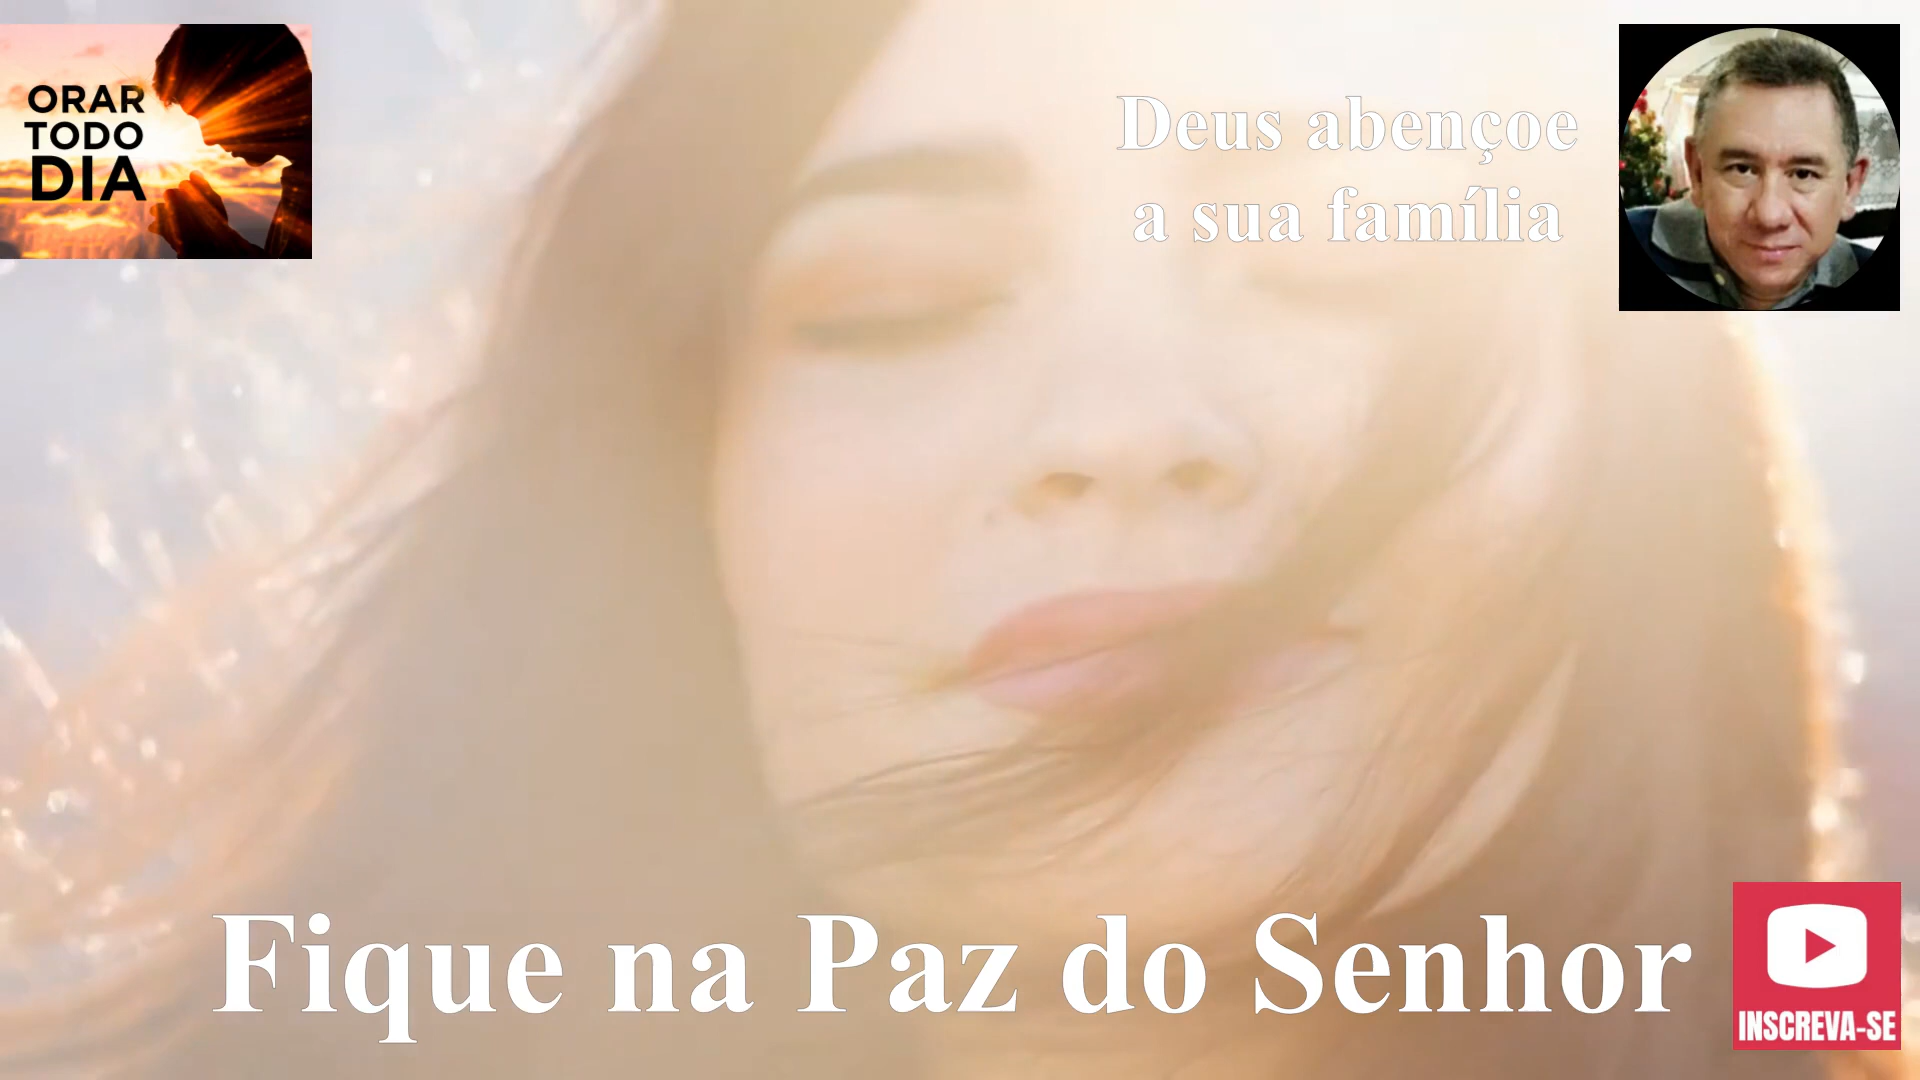 ORAR
TODO
DIA
Deus abençoe
a sua família
Fique na Paz do Senhor
INSCREVA-SE